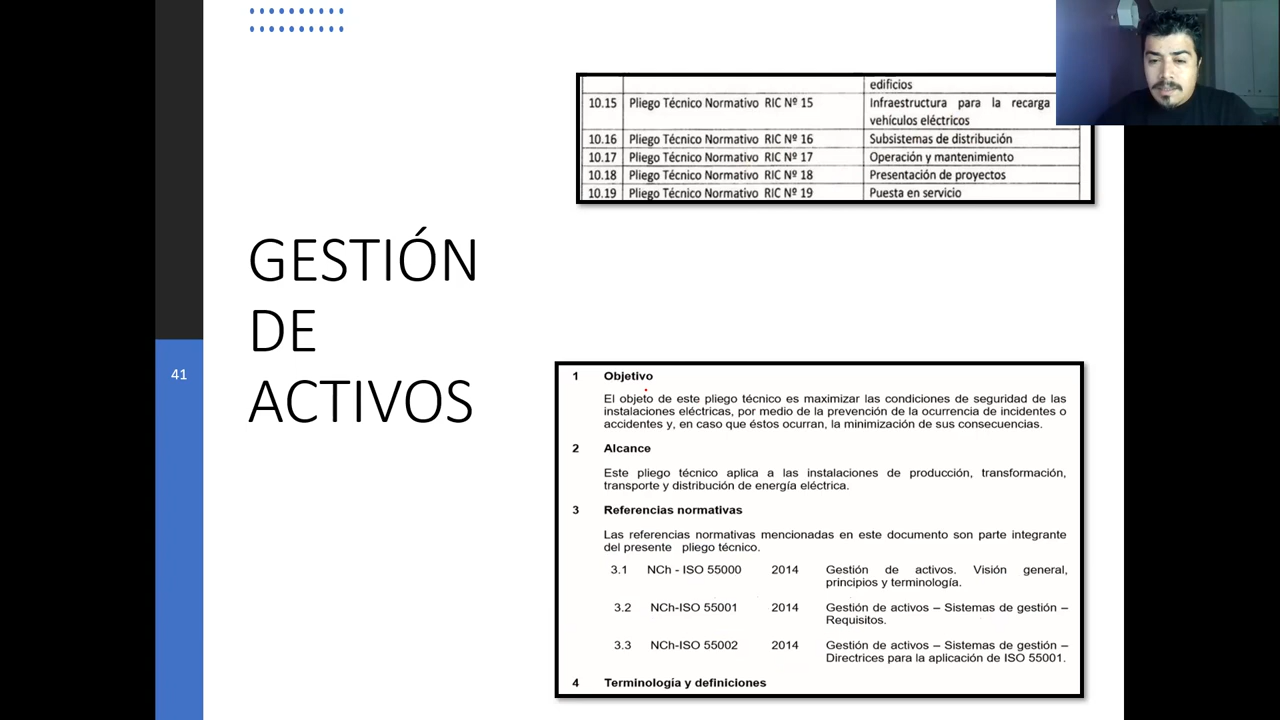 edificios
10.15 Pliego Técnico Normativo RIC Nº 15 Infraestructura para la recarga
vehículos eléctricos
10.16 Pliego Técnico Normativo RIC Nº 16 Subsistemas de distribución
10.17 Pliego Técnico Normativo RIC Nº 17 Operación y mantenimiento
10.18 Pliego Técnico Normativo RIC Nº 18 Presentación de proyectos
10.19 Pliego Técnico Normativo RIC Nº 19 Puesta en servicio
GESTIÓN
DE
ACTIVOS
41
1 Objetivo
El objeto de este pliego técnico es maximizar las condiciones de seguridad de las
instalaciones eléctricas, por medio de la prevención de la ocurrencia de incidentes o
accidentes y, en caso que éstos ocurran, la minimización de sus consecuencias.
2 Alcance
Este pliego técnico aplica a las instalaciones de producción, transformación,
transporte y distribución de energía eléctrica.
3 Referencias normativas
Las referencias normativas mencionadas en este documento son parte integrante
del presente pliego técnico.
3.1 NCh - ISO 55000 2014 Gestión de activos. Visión general,
principios y terminología.
3.2 NCh-ISO 55001 2014 Gestión de activos – Sistemas de gestión –
Requisitos.
3.3 NCh-ISO 55002 2014 Gestión de activos – Sistemas de gestión –
Directrices para la aplicación de ISO 55001.
4 Terminología y definiciones